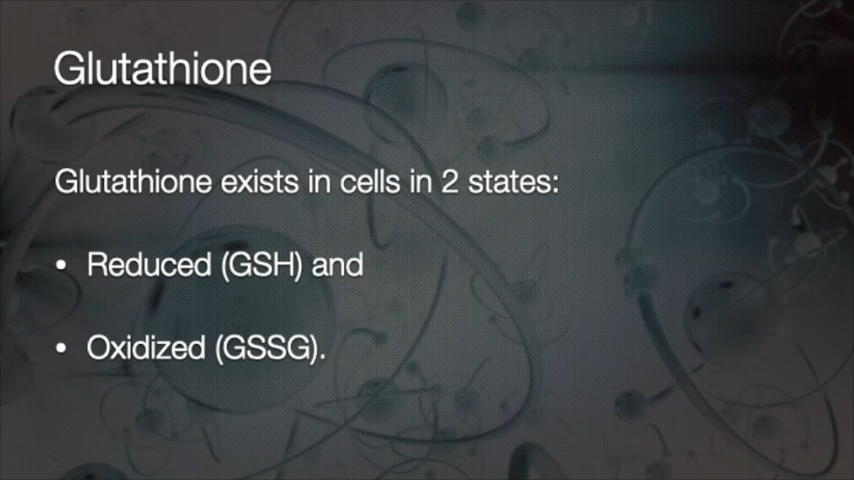 Glutathione
Glutathione exists in cells in 2 states:
• Reduced (GSH) and
• Oxidized (GSSG).